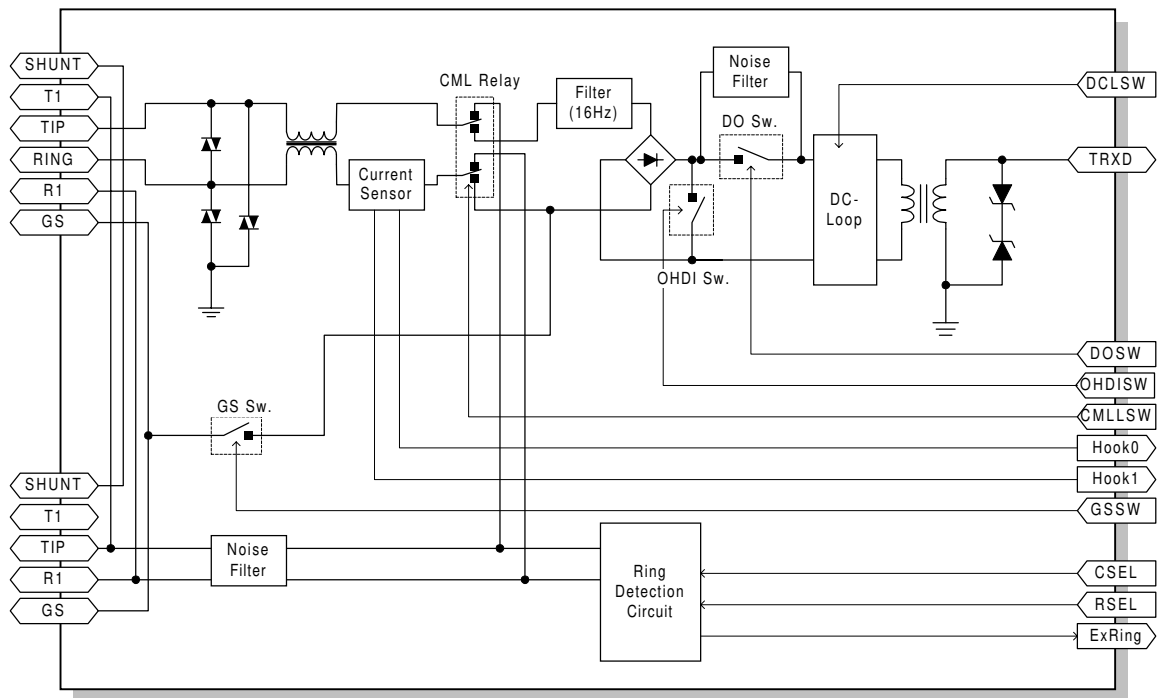 SHUNT
T1
TIP
RING
R1
GS
CML Relay
Current
Sensor
Filter
(16Hz)
Noise
Filter
DO Sw.
OHDI Sw.
DC-
Loop
DCLSW
TRXD
DOSW
OHDISW
CMLLSW
Hook0
Hook1
GSSW
GS Sw.
SHUNT
T1
TIP
R1
GS
Noise
Filter
Ring
Detection
Circuit
CSEL
RSEL
ExRing